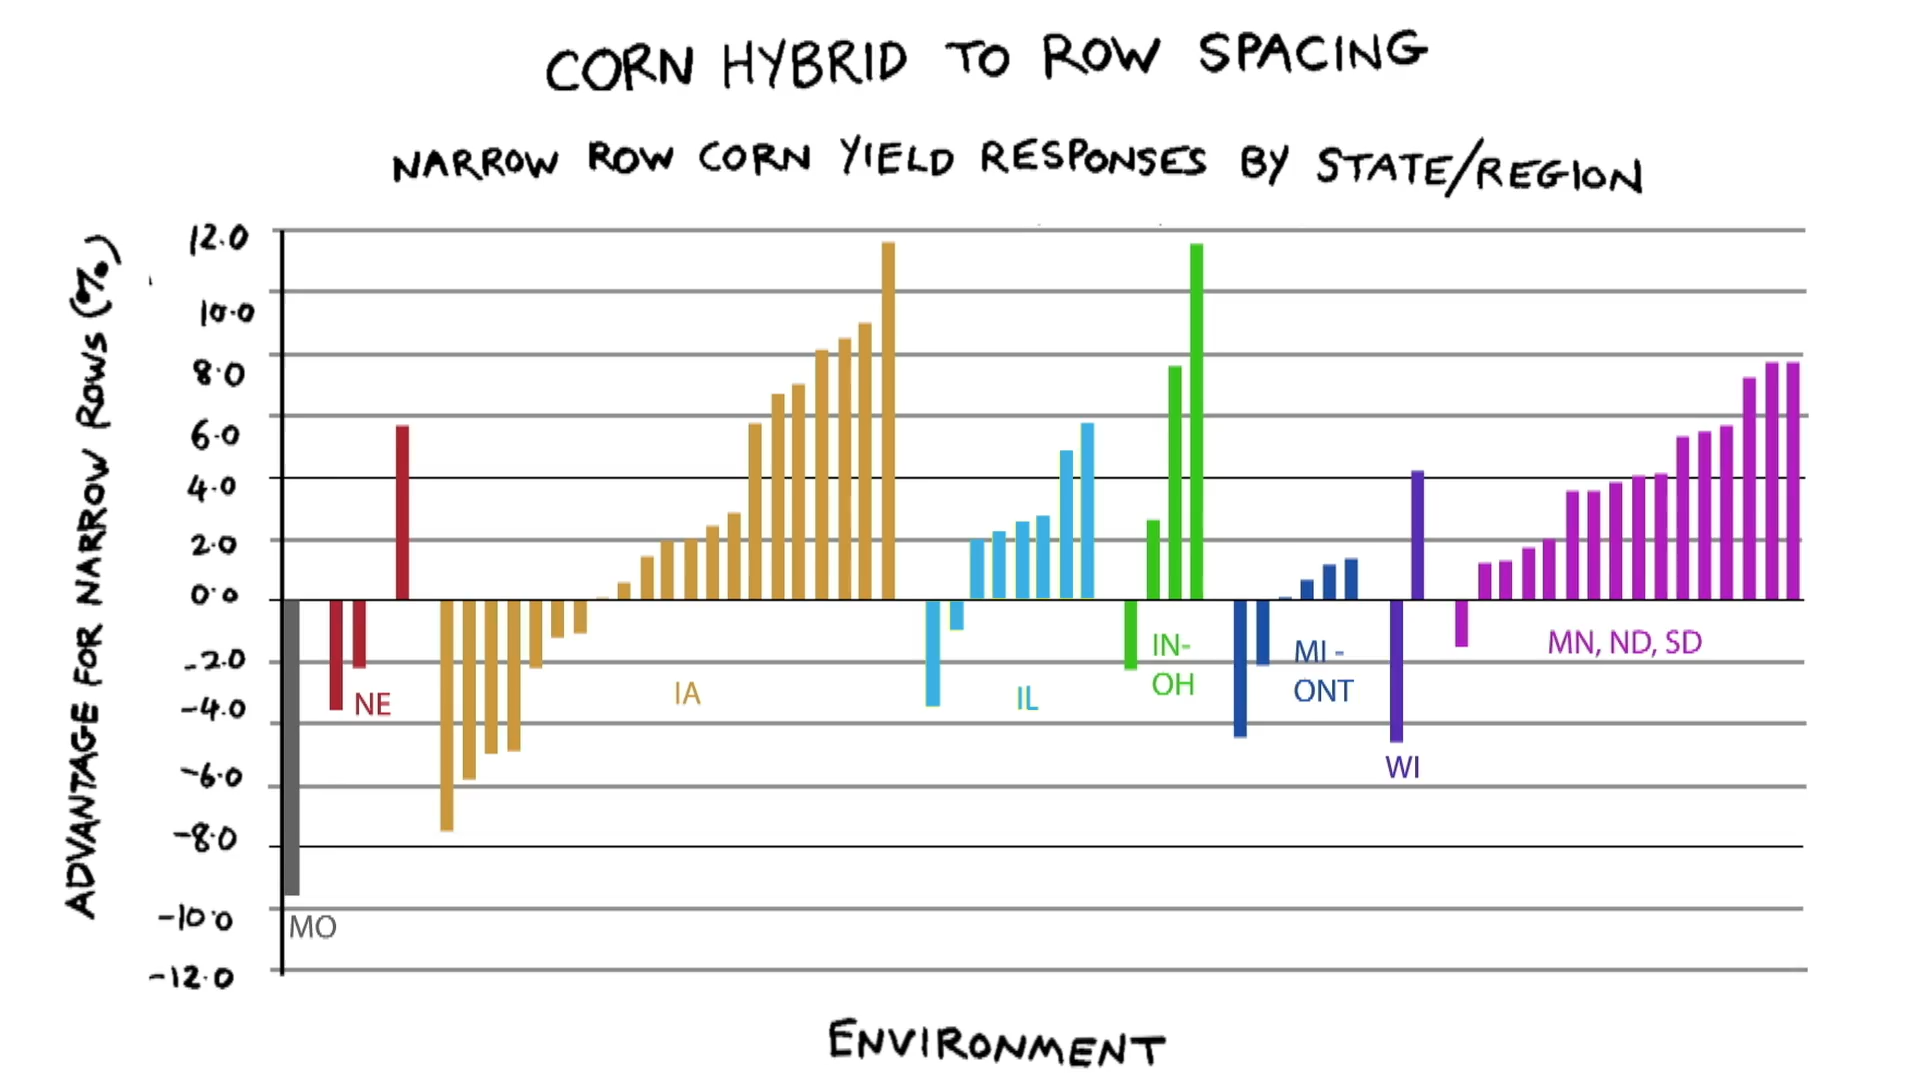 CORN HYBRID TO ROW SPACING
NARROW ROW CORN YIELD RESPONSES BY STATE/REGION
ADVANTAGE FOR NARROW ROWS (%)
12.0
10.0
8.0
6.0
4.0
2.0
0.0
-2.0
-4.0
-6.0
-8.0
-10.0
-12.0
MO
NE
IA
IL
IN-
OH
MI -
ONT
WI
MN, ND, SD
ENVIRONMENT